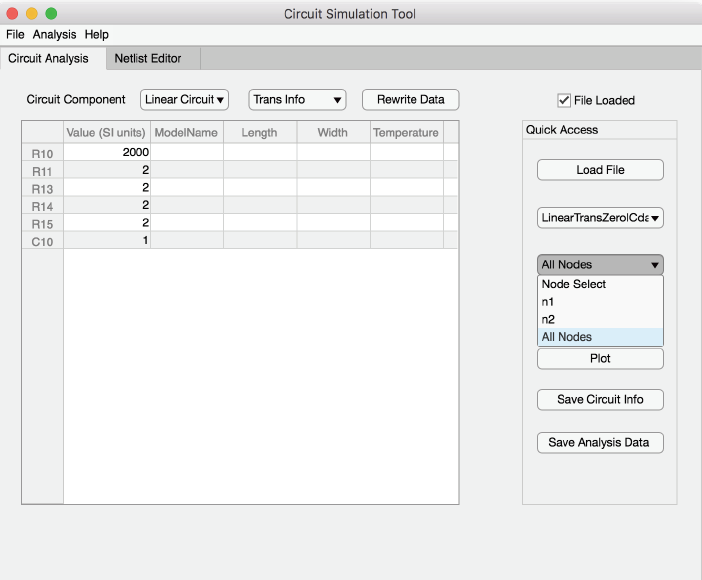 Circuit Simulation Tool
File Analysis Help
Circuit Analysis Netlist Editor
Circuit Component Linear Circuit Trans Info Rewrite Data File Loaded
Value (SI units) ModelName Length Width Temperature
R10 2000
R11 2
R13 2
R14 2
R15 2
C10 1
Quick Access
Load File
LinearTransZeroICda
All Nodes
Node Select
n1
n2
All Nodes
Plot
Save Circuit Info
Save Analysis Data